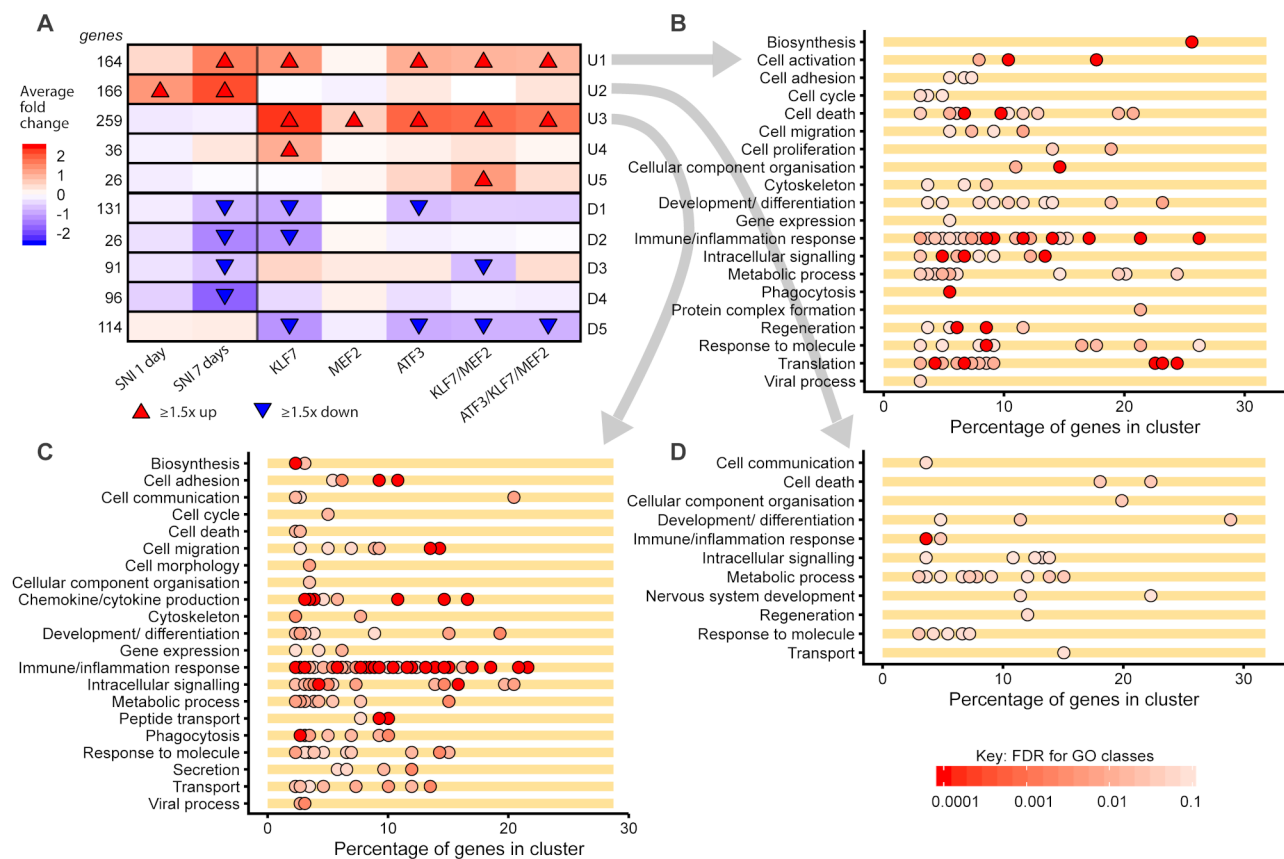 A
genes
164
U1
166
U2
259
U3
36
U4
26
U5
131
D1
26
D2
91
D3
96
D4
114
D5
Average
fold
change
2
1
0
-1
-2
SNI 1 day
SNI 7 days
KLF7
MEF2
ATF3
KLF7/MEF2
ATF3/KLF7/MEF2
≥1.5x up
≥1.5x down
B
Biosynthesis
Cell activation
Cell adhesion
Cell cycle
Cell death
Cell migration
Cell proliferation
Cellular component organisation
Cytoskeleton
Development/ differentiation
Gene expression
Immune/inflammation response
Intracellular signalling
Metabolic process
Phagocytosis
Protein complex formation
Regeneration
Response to molecule
Translation
Viral process
0 10 20 30
Percentage of genes in cluster
C
Biosynthesis
Cell adhesion
Cell communication
Cell cycle
Cell death
Cell migration
Cell morphology
Cellular component organisation
Chemokine/cytokine production
Cytoskeleton
Development/ differentiation
Gene expression
Immune/inflammation response
Intracellular signalling
Metabolic process
Peptide transport
Phagocytosis
Response to molecule
Secretion
Transport
Viral process
0 10 20 30
Percentage of genes in cluster
D
Cell communication
Cell death
Cellular component organisation
Development/ differentiation
Immune/inflammation response
Intracellular signalling
Metabolic process
Nervous system development
Regeneration
Response to molecule
Transport
Percentage of genes in cluster
Key: FDR for GO classes
0.0001 0.001 0.01 0.1